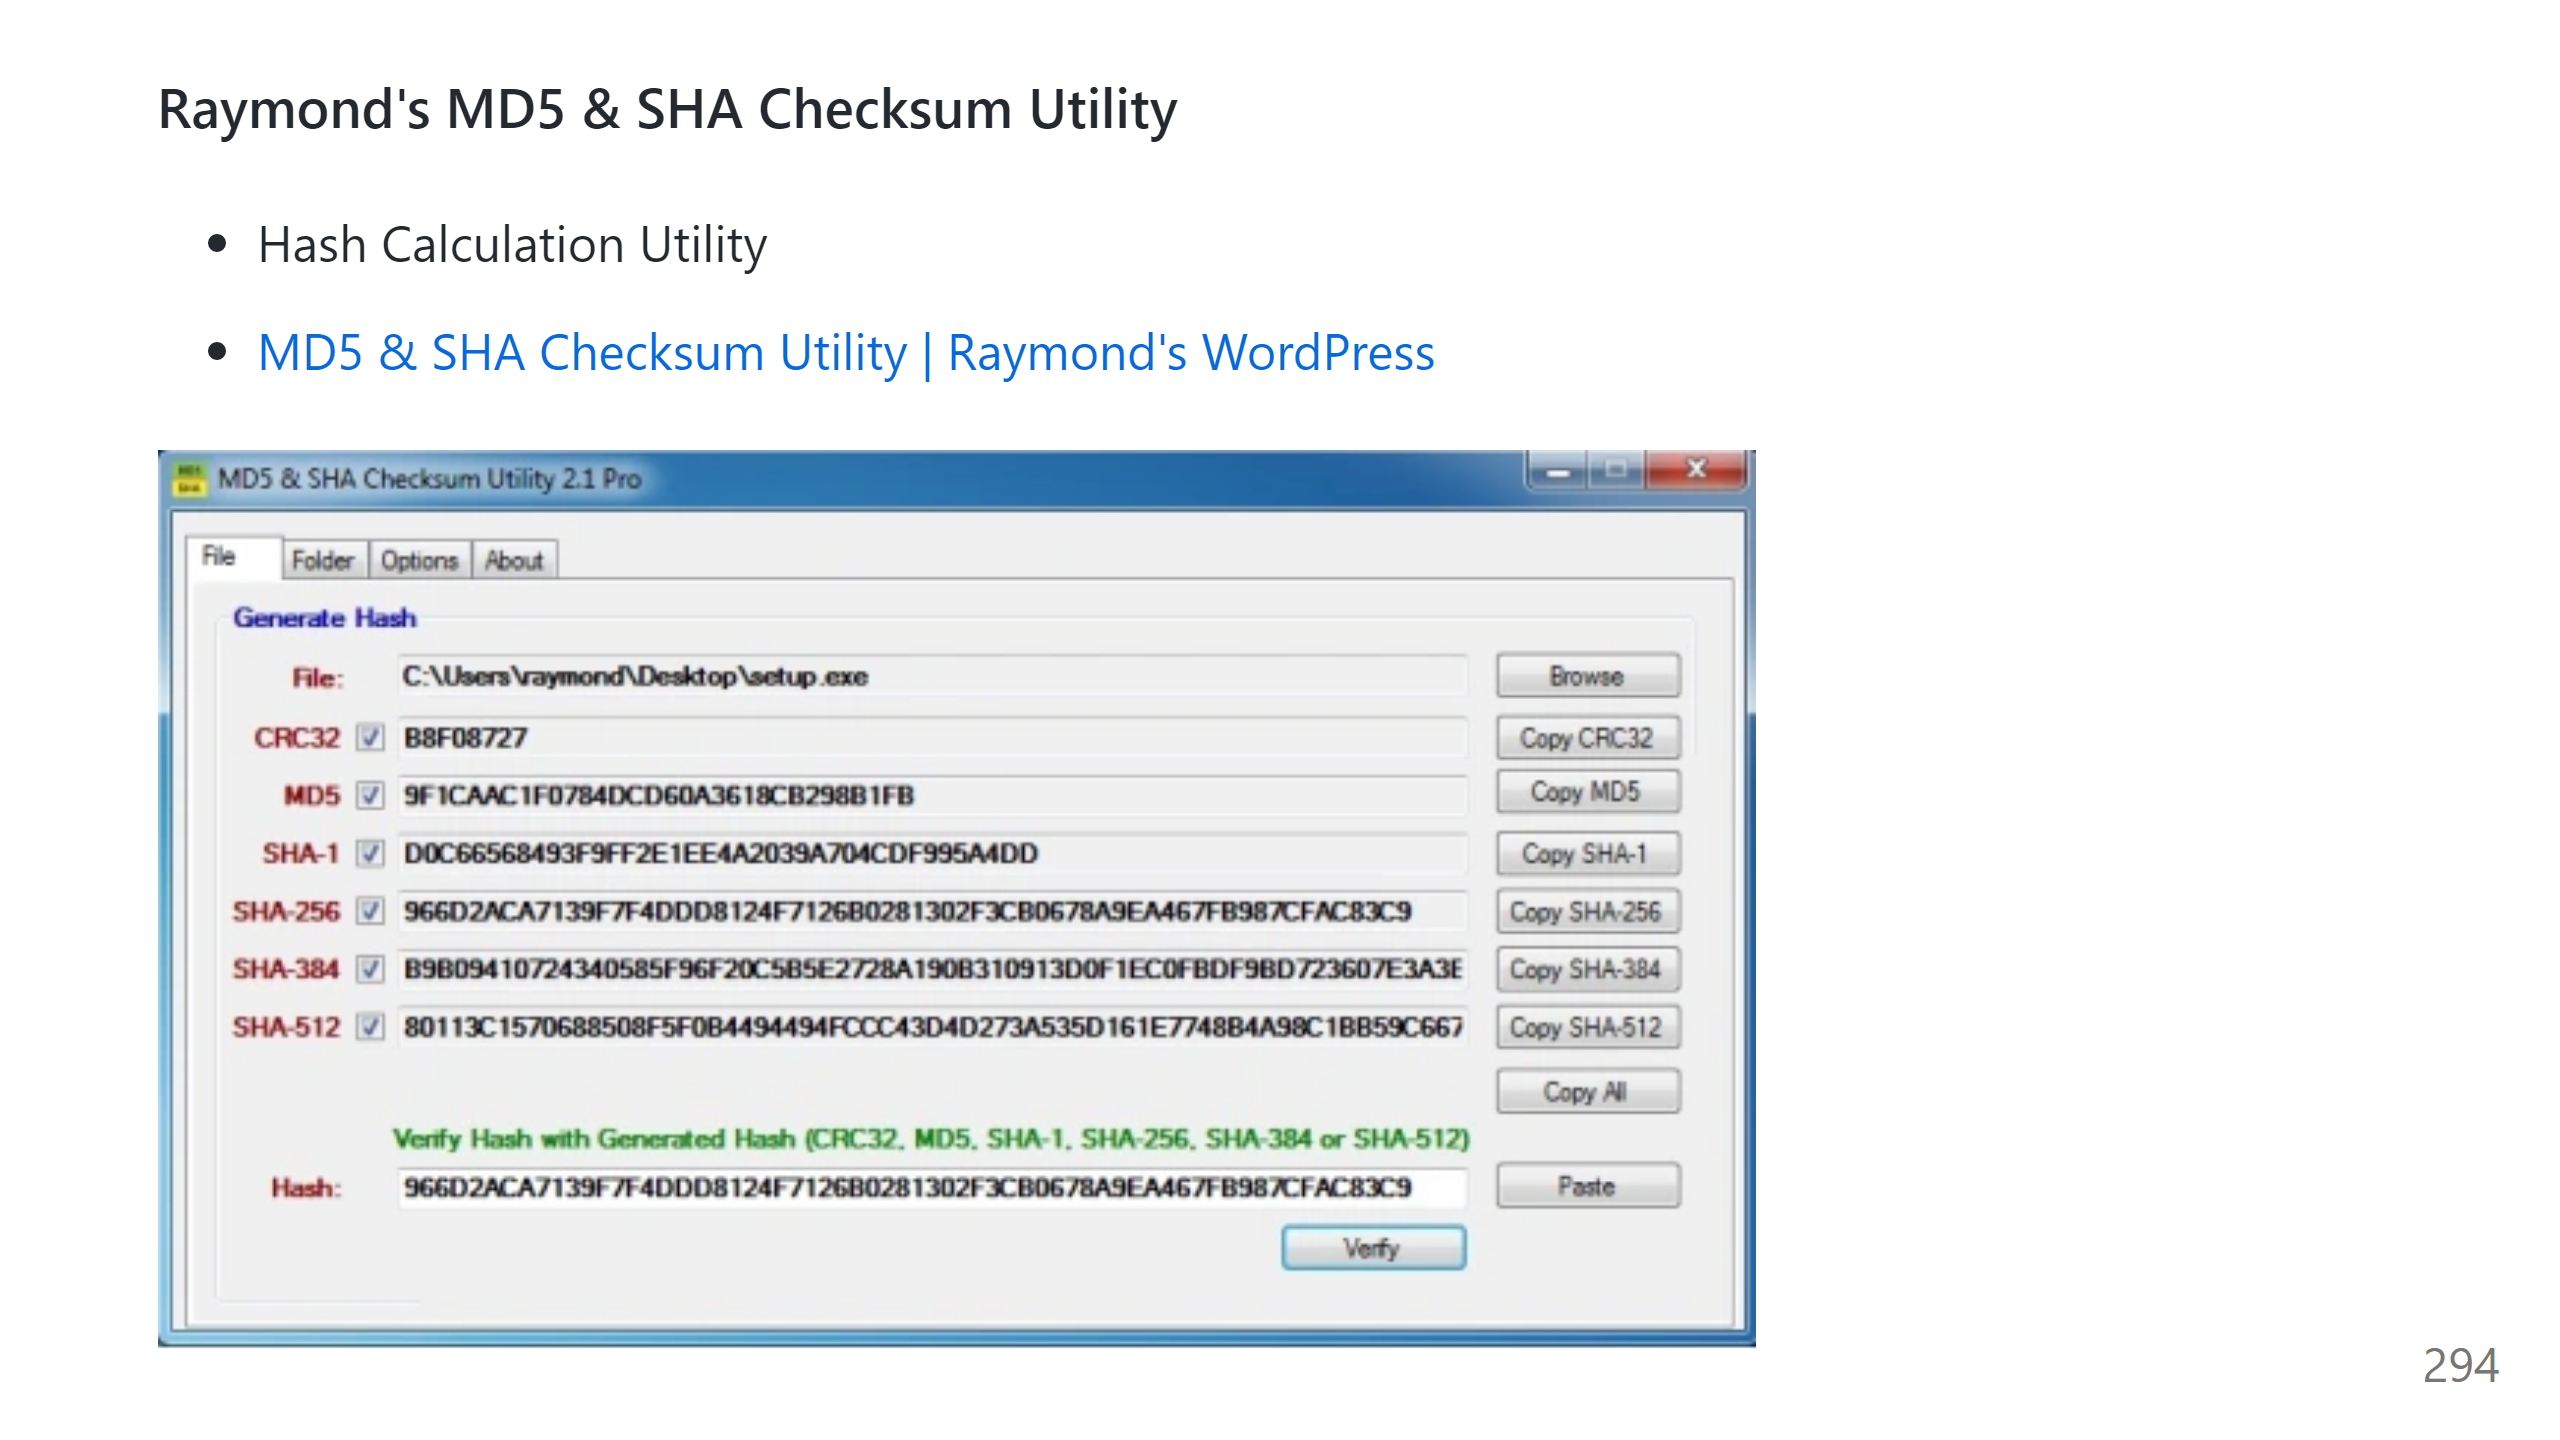 Raymond's MD5 & SHA Checksum Utility
Hash Calculation Utility
MD5 & SHA Checksum Utility | Raymond's WordPress
MD5 & SHA Checksum Utility 2.1 Pro
File Folder Options About
Generate Hash
File: C:\Users\raymond\Desktop\setup.exe Browse
CRC32 B8F08727 Copy CRC32
MD5 9F1CAAC1F0784DCD60A3618CB298B1FB Copy MD5
SHA-1 D0C66568493F9FF2E1EE4A2039A704CDF995A4DD Copy SHA-1
SHA-256 966D2ACA7139F7F4DDD8124F7126B0281302F3CB0678A9EA467FB987CFAC83C9 Copy SHA-256
SHA-384 B9B09410724340585F96F20C5B5E2728A190B310913D0F1EC0FBDF9BD723607E3A3E Copy SHA-384
SHA-512 80113C1570688508F5F0B4494494FCCC43D4D273A535D161E7748B4A98C1BB59C667 Copy SHA-512
Copy All
Verify Hash with Generated Hash (CRC32, MD5, SHA-1, SHA-256, SHA-384 or SHA-512)
Hash: 966D2ACA7139F7F4DDD8124F7126B0281302F3CB0678A9EA467FB987CFAC83C9 Paste
Verify
294